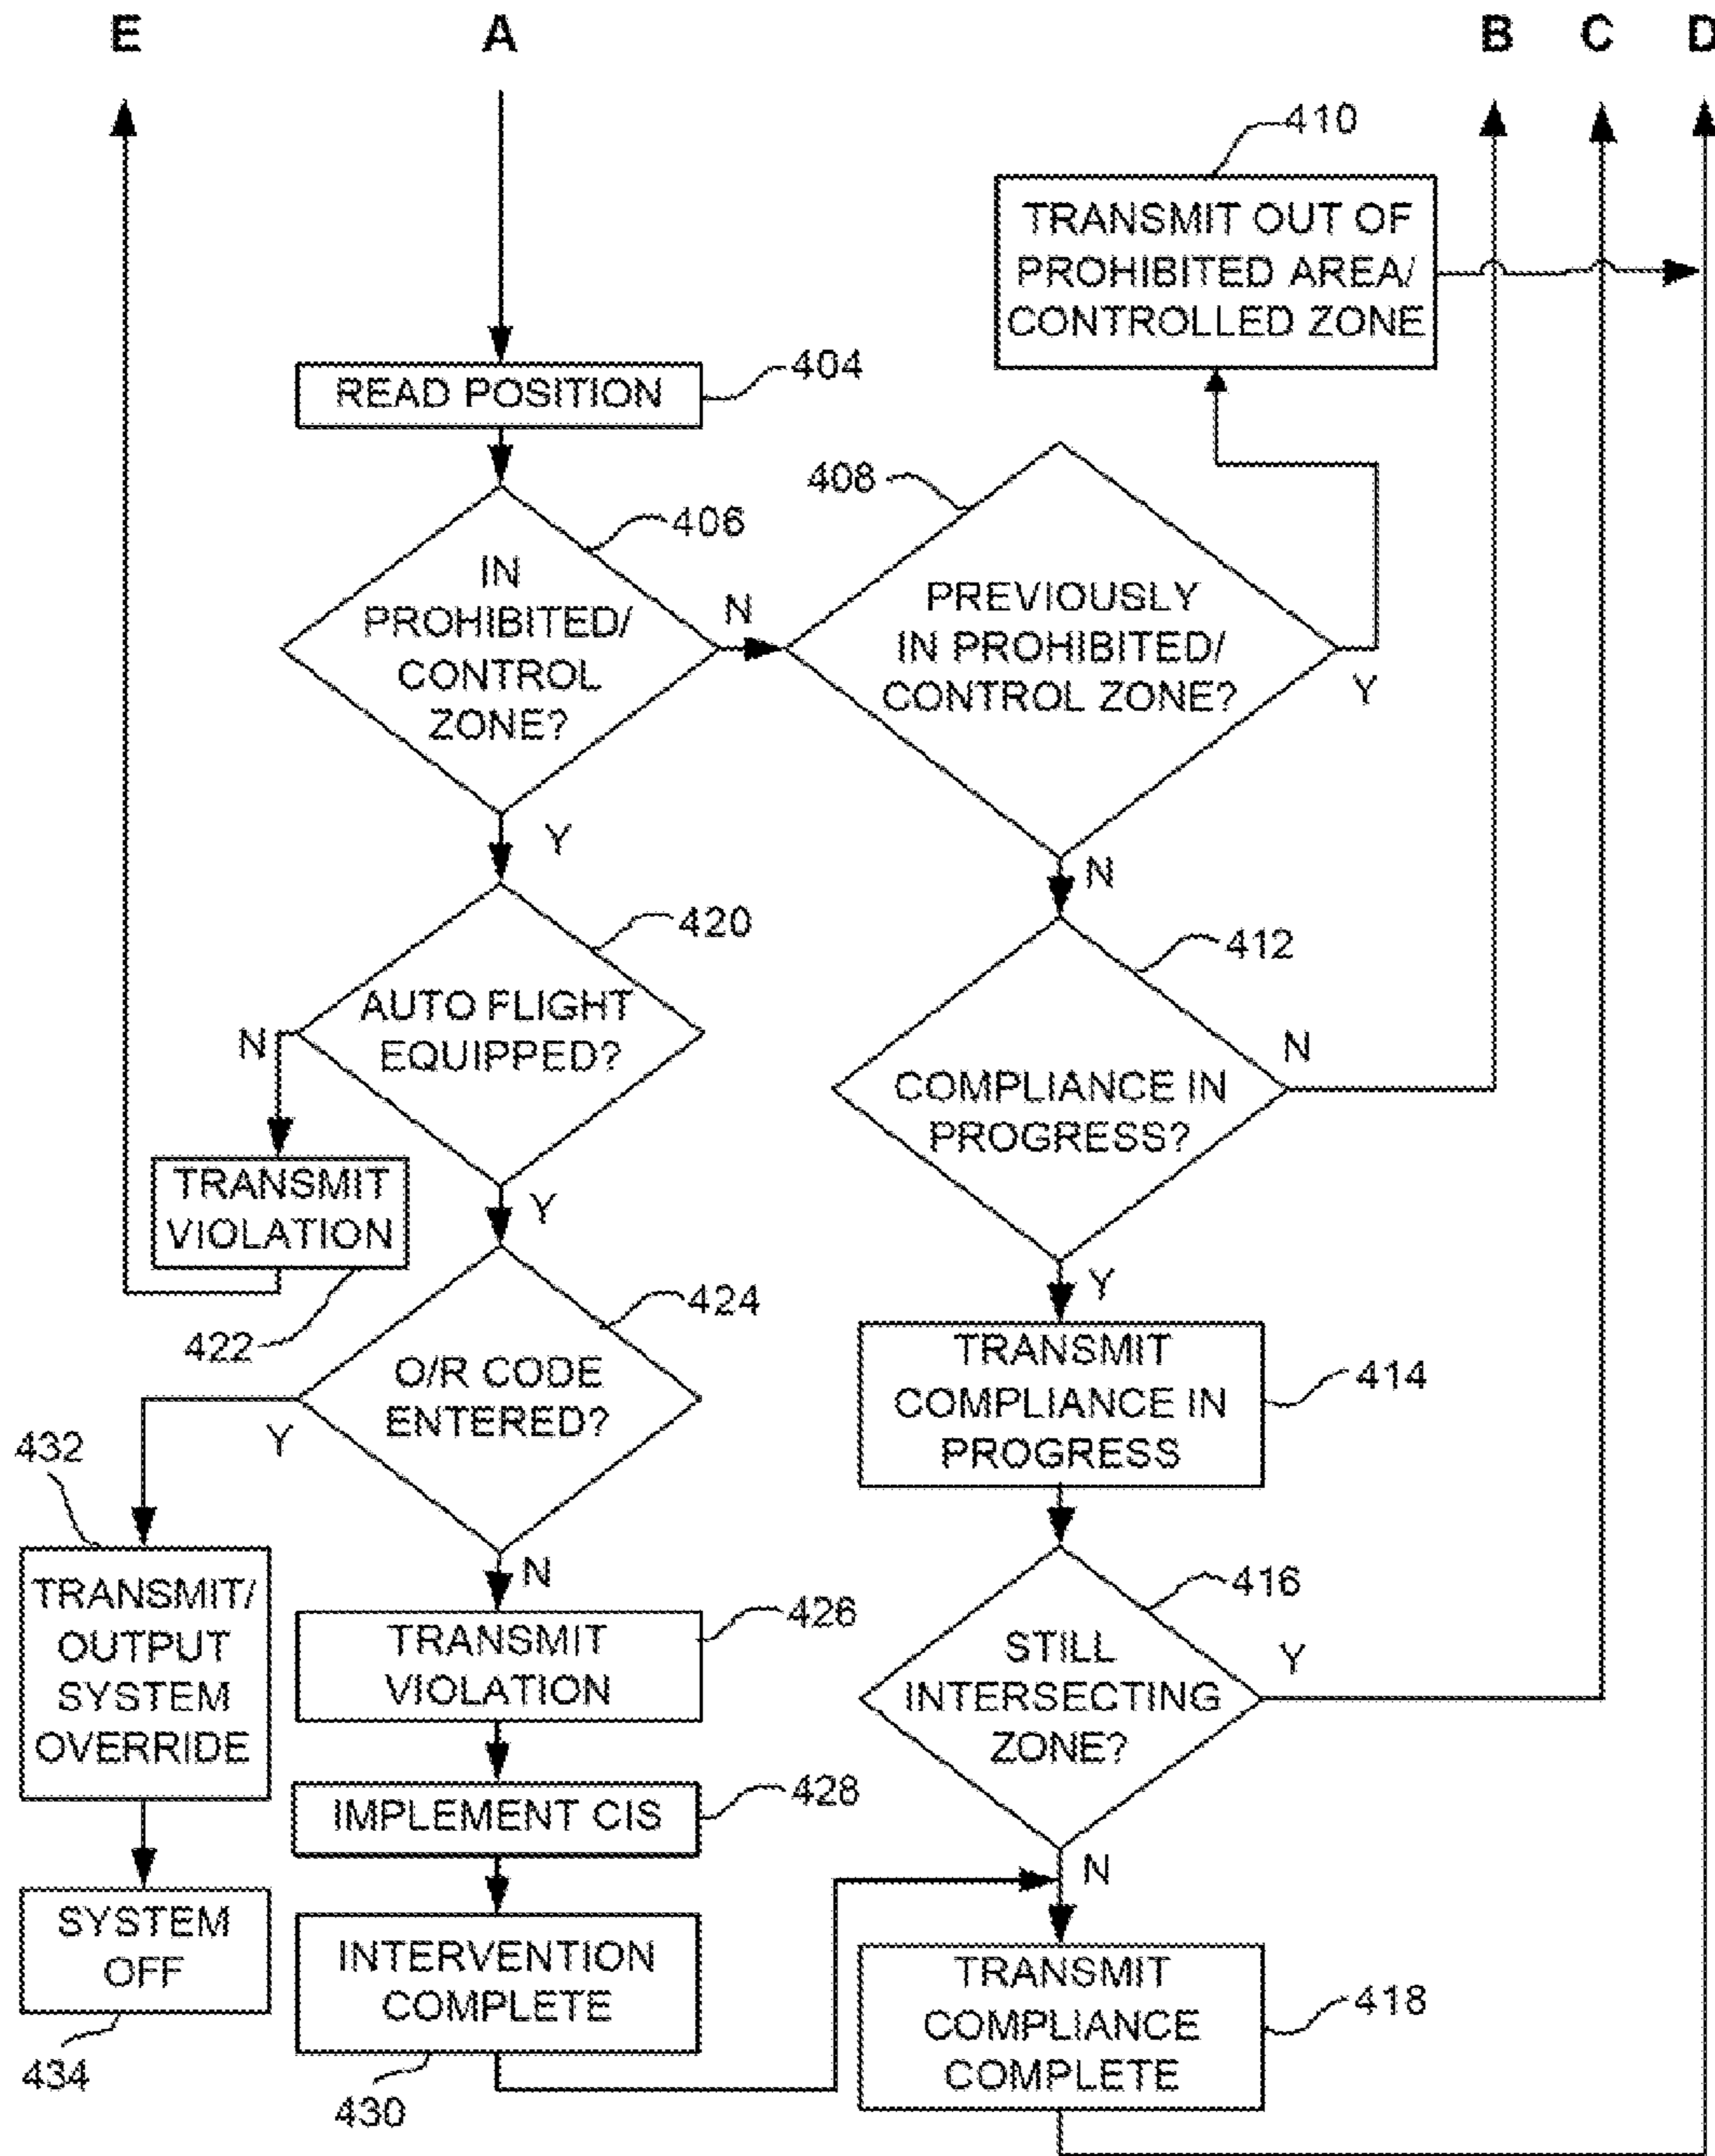 E
A
B
C
D
410
TRANSMIT OUT OF
PROHIBITED AREA/
CONTROLLED ZONE
READ POSITION
404
406
IN
PROHIBITED/
CONTROL
ZONE?
N
Y
408
PREVIOUSLY
IN PROHIBITED/
CONTROL ZONE?
Y
N
420
AUTO FLIGHT
EQUIPPED?
N
Y
412
COMPLIANCE IN
PROGRESS?
N
Y
TRANSMIT
VIOLATION
422
424
O/R CODE
ENTERED?
Y
N
TRANSMIT
COMPLIANCE IN
PROGRESS
414
432
TRANSMIT/
OUTPUT
SYSTEM
OVERRIDE
TRANSMIT
VIOLATION
426
416
STILL
INTERSECTING
ZONE?
Y
N
IMPLEMENT CIS
428
SYSTEM
OFF
434
INTERVENTION
COMPLETE
430
TRANSMIT
COMPLIANCE
COMPLETE
418